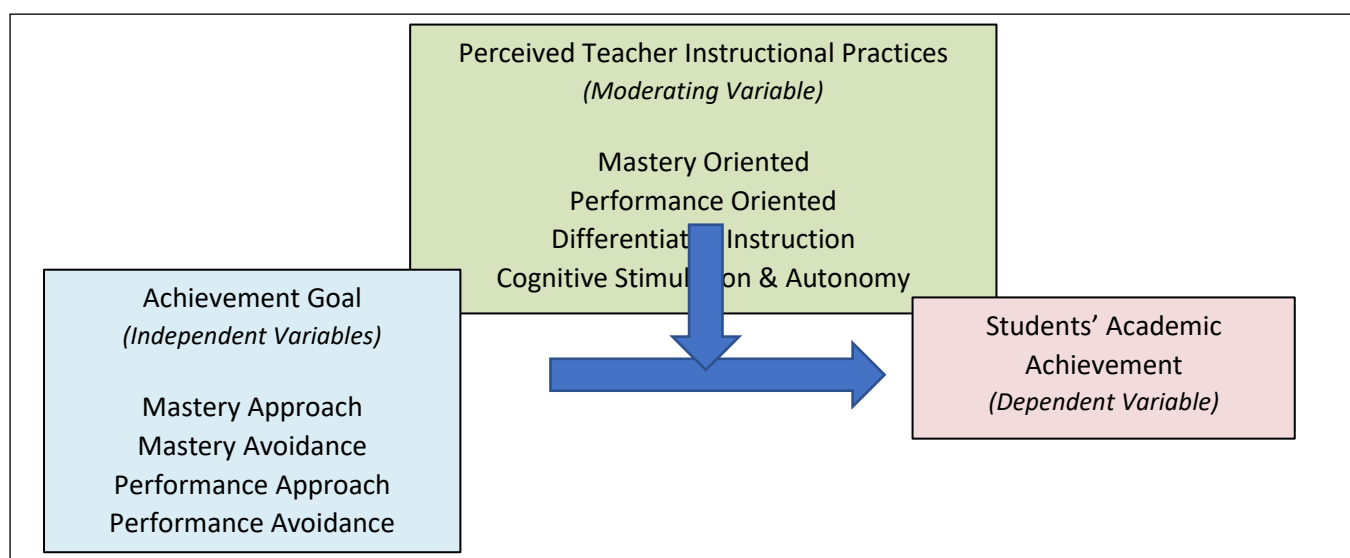 Perceived Teacher Instructional Practices
(Moderating Variable)
Mastery Oriented
Performance Oriented
Instruction
Cognitive & Autonomy
Achievement Goal
(Independent Variables)
Mastery Approach
Mastery Avoidance
Performance Approach
Performance Avoidance
Students’ Academic
Achievement
(Dependent Variable)